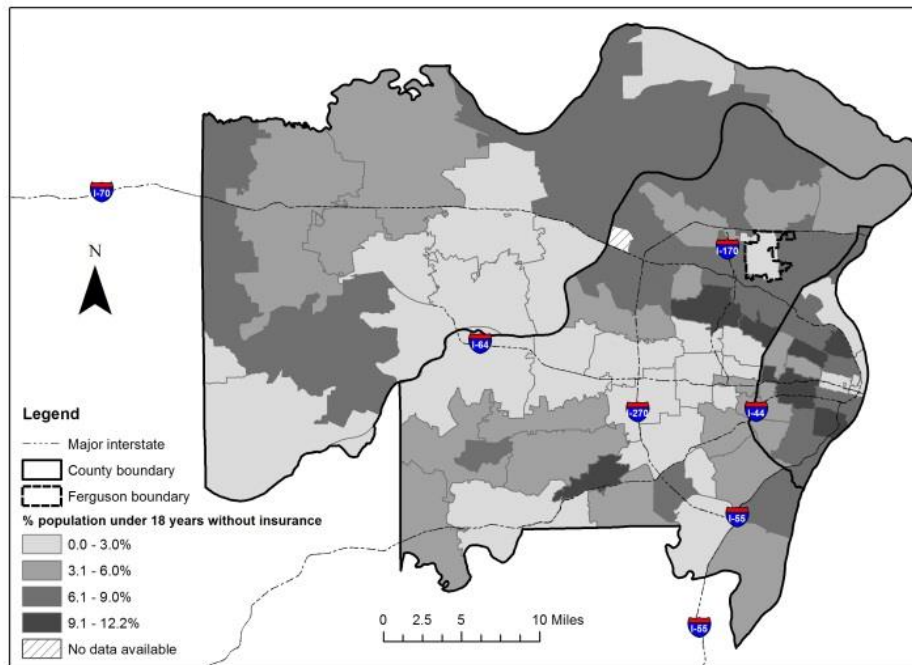 I-70
N
I-170
I-64
I-270
I-44
I-55
I-55
Legend
Major interstate
County boundary
Ferguson boundary
% population under 18 years without insurance
0.0 - 3.0%
3.1 - 6.0%
6.1 - 9.0%
9.1 - 12.2%
No data available
0 2.5 5 10 Miles